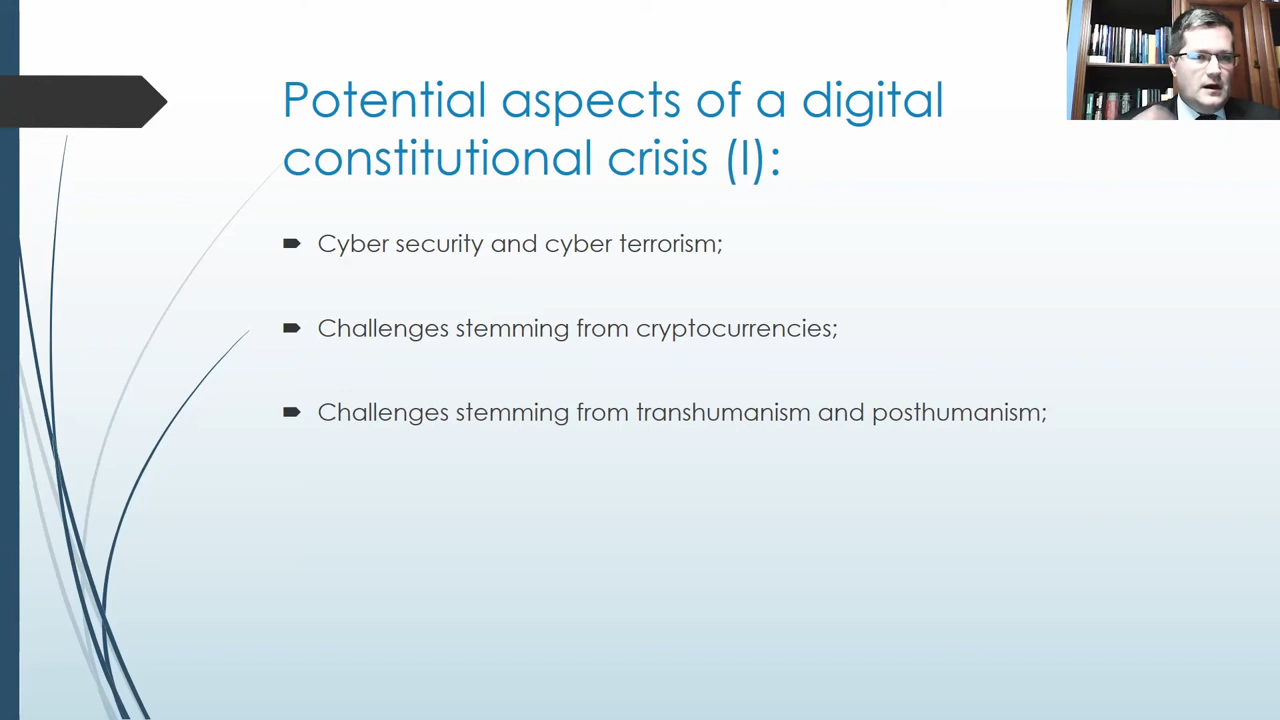 Potential aspects of a digital
constitutional crisis (I):
Cyber security and cyber terrorism;
Challenges stemming from cryptocurrencies;
Challenges stemming from transhumanism and posthumanism;